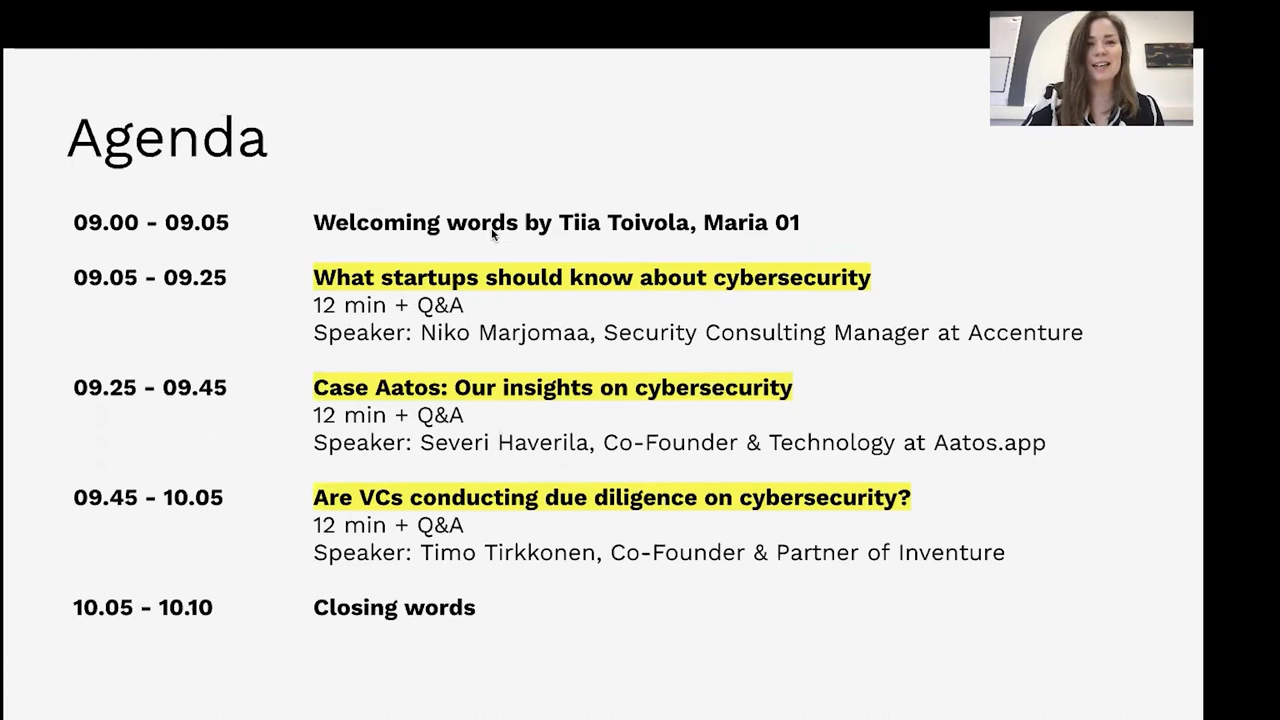 Agenda
09.00 - 09.05 Welcoming words by Tiia Toivola, Maria 01
09.05 - 09.25 What startups should know about cybersecurity
12 min + Q&A
Speaker: Niko Marjomaa, Security Consulting Manager at Accenture
09.25 - 09.45 Case Aatos: Our insights on cybersecurity
12 min + Q&A
Speaker: Severi Haverila, Co-Founder & Technology at Aatos.app
09.45 - 10.05 Are VCs conducting due diligence on cybersecurity?
12 min + Q&A
Speaker: Timo Tirkkonen, Co-Founder & Partner of Inventure
10.05 - 10.10 Closing words